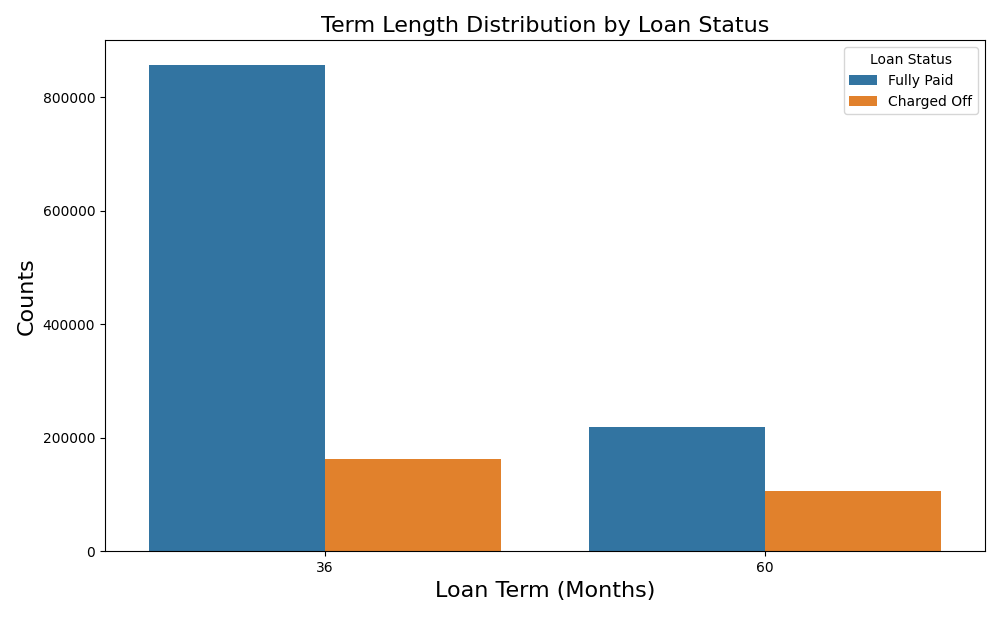 Term Length Distribution by Loan Status
Loan Status
Fully Paid
Charged Off
Counts
800000
600000
400000
200000
0
36
60
Loan Term (Months)